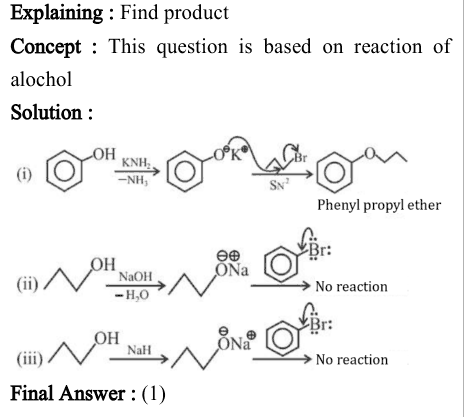 Explaining : Find product
Concept : This question is based on reaction of
alochol
Solution :
(i) OH KNH₂ −NH₃ O⊖K⊕ Br SN² O
Phenyl propyl ether
(ii) OH NaOH − H₂O ⊖⊕ ONa Br: No reaction
(iii) OH NaH ⊖ ONa⊕ Br: No reaction
Final Answer : (1)